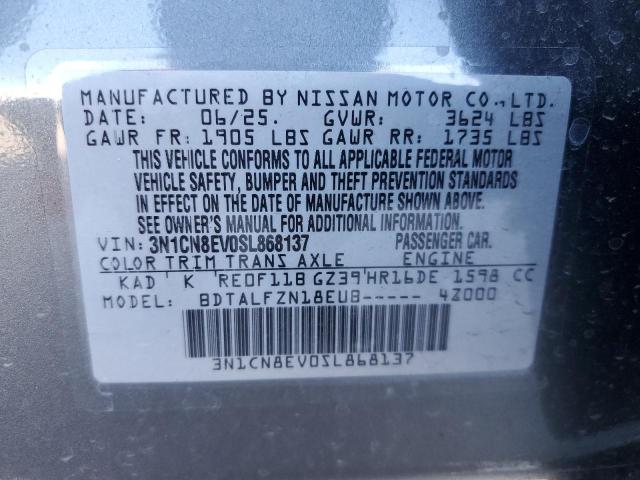 MANUFACTURED BY NISSAN MOTOR CO., LTD.
DATE: 06/25. GVWR: 3624 LBS
GAWR FR: 1905 LBS GAWR RR: 1735 LBS
THIS VEHICLE CONFORMS TO ALL APPLICABLE FEDERAL MOTOR
VEHICLE SAFETY, BUMPER AND THEFT PREVENTION STANDARDS
IN EFFECT ON THE DATE OF MANUFACTURE SHOWN ABOVE.
SEE OWNER'S MANUAL FOR ADDITIONAL INFORMATION.
VIN: 3N1CN8EV0SL868137 PASSENGER CAR.
COLOR TRIM TRANS AXLE ENGINE
KAD K RE0F11B GZ39 HR16DE 1598 CC
MODEL: BDTALFZN18EU8----- 4Z000
3N1CN8EV0SL868137